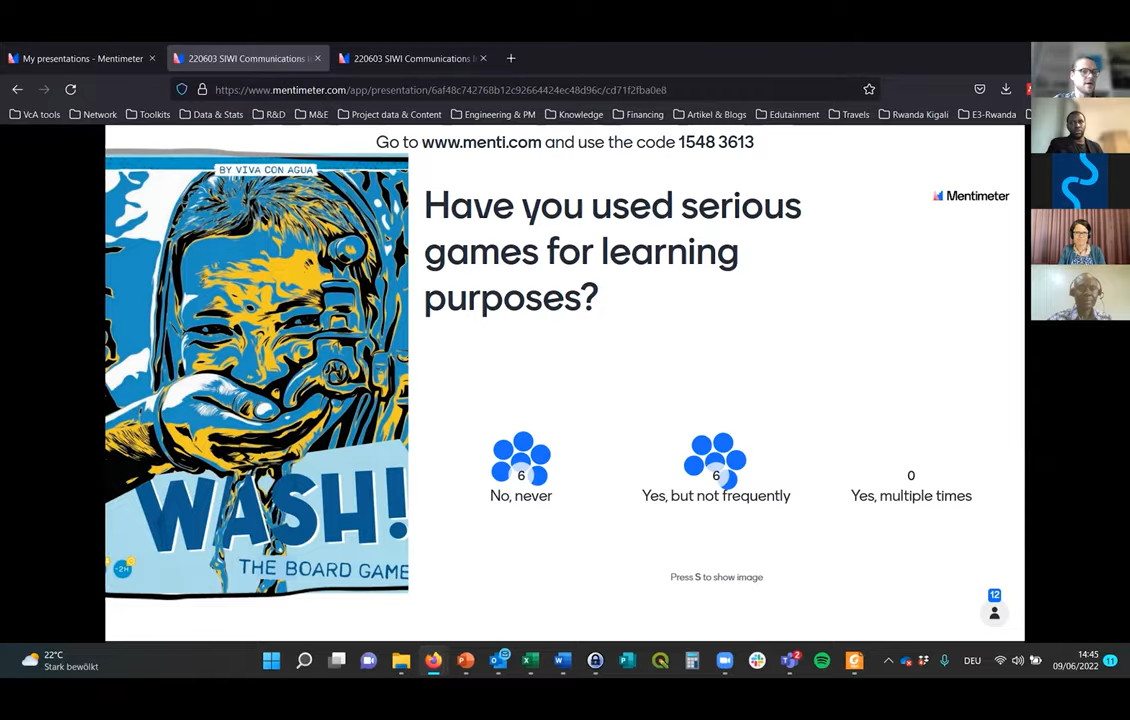 My presentations - Mentimeter
220603 SIWI Communications
220603 SIWI Communications
https://www.mentimeter.com/app/presentation/6af48c742768b12c92664424ec48d96c/cd71f2fba0e8
VcA tools
Network
Toolkits
Data & Stats
R&D
M&E
Project data & Content
Engineering & PM
Knowledge
Financing
Artikel & Blogs
Edutainment
Travels
Rwanda Kigali
E3-Rwanda
Go to www.menti.com and use the code 1548 3613
BY VIVA CON AGUA
Have you used serious
games for learning
purposes?
Mentimeter
6
No, never
6
Yes, but not frequently
0
Yes, multiple times
WASH!
THE BOARD GAME
~2H
Press S to show image
12
22°C
Stark bewölkt
2
DEU
14:45
09/06/2022
11